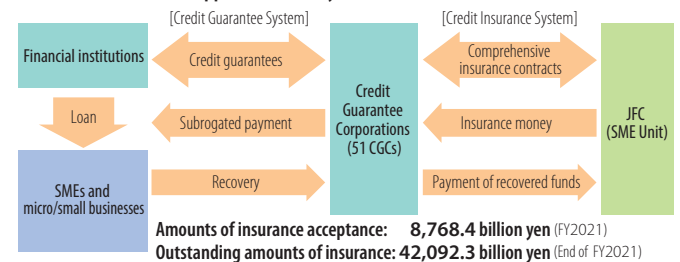 [Credit Guarantee System]
[Credit Insurance System]
Financial institutions
Credit guarantees
Comprehensive
insurance contracts
Credit
Guarantee
Corporations
(51 CGCs)
JFC
(SME Unit)
Loan
Subrogated payment
Insurance money
SMEs and
micro/small businesses
Recovery
Payment of recovered funds
Amounts of insurance acceptance: 8,768.4 billion yen (FY2021)
Outstanding amounts of insurance: 42,092.3 billion yen (End of FY2021)